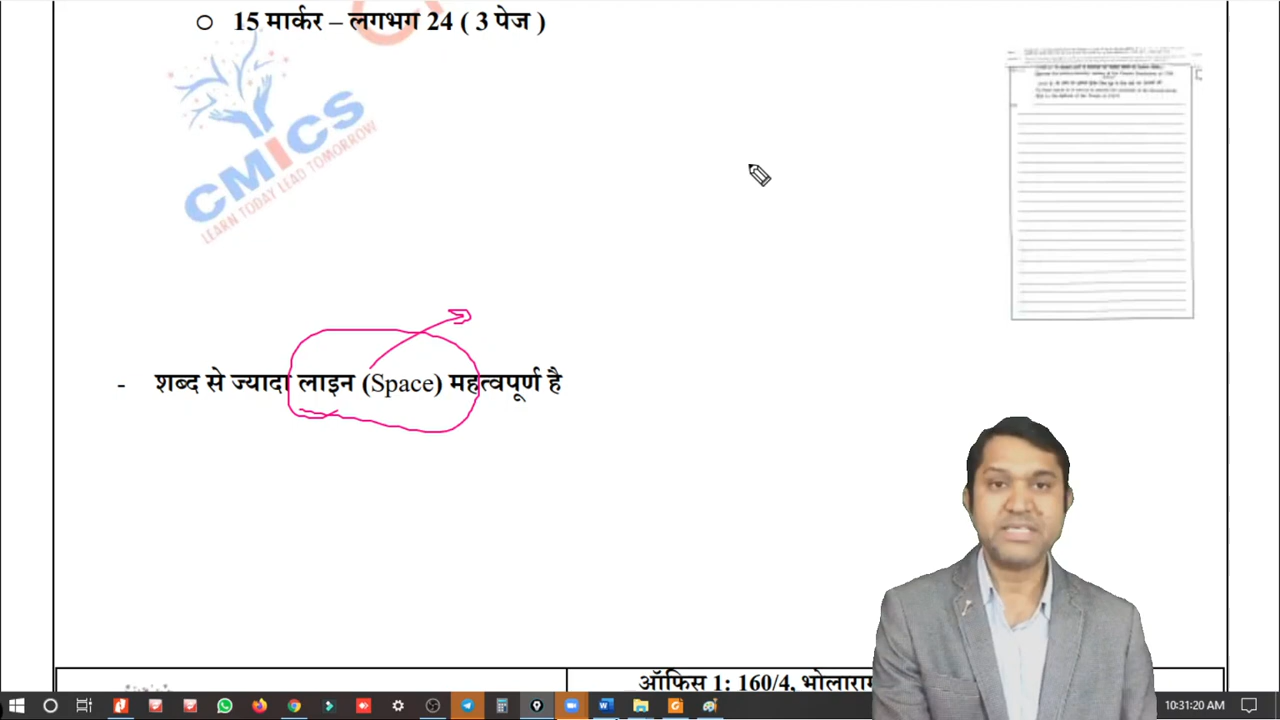 ○ 15 मार्कर – लगभग 24 ( 3 पेज )
CMICS
LEARN TODAY LEAD TOMORROW
- शब्द से ज्यादा लाइन (Space) महत्वपूर्ण है
ऑफिस 1: 160/4, भोलाराम
10:31:20 AM